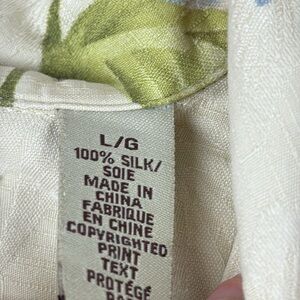 L/G
100% SILK/
SOIE
MADE IN
CHINA
FABRIQUE
EN CHINE
COPYRIGHTED
PRINT
TEXT
PROTÉGÉ